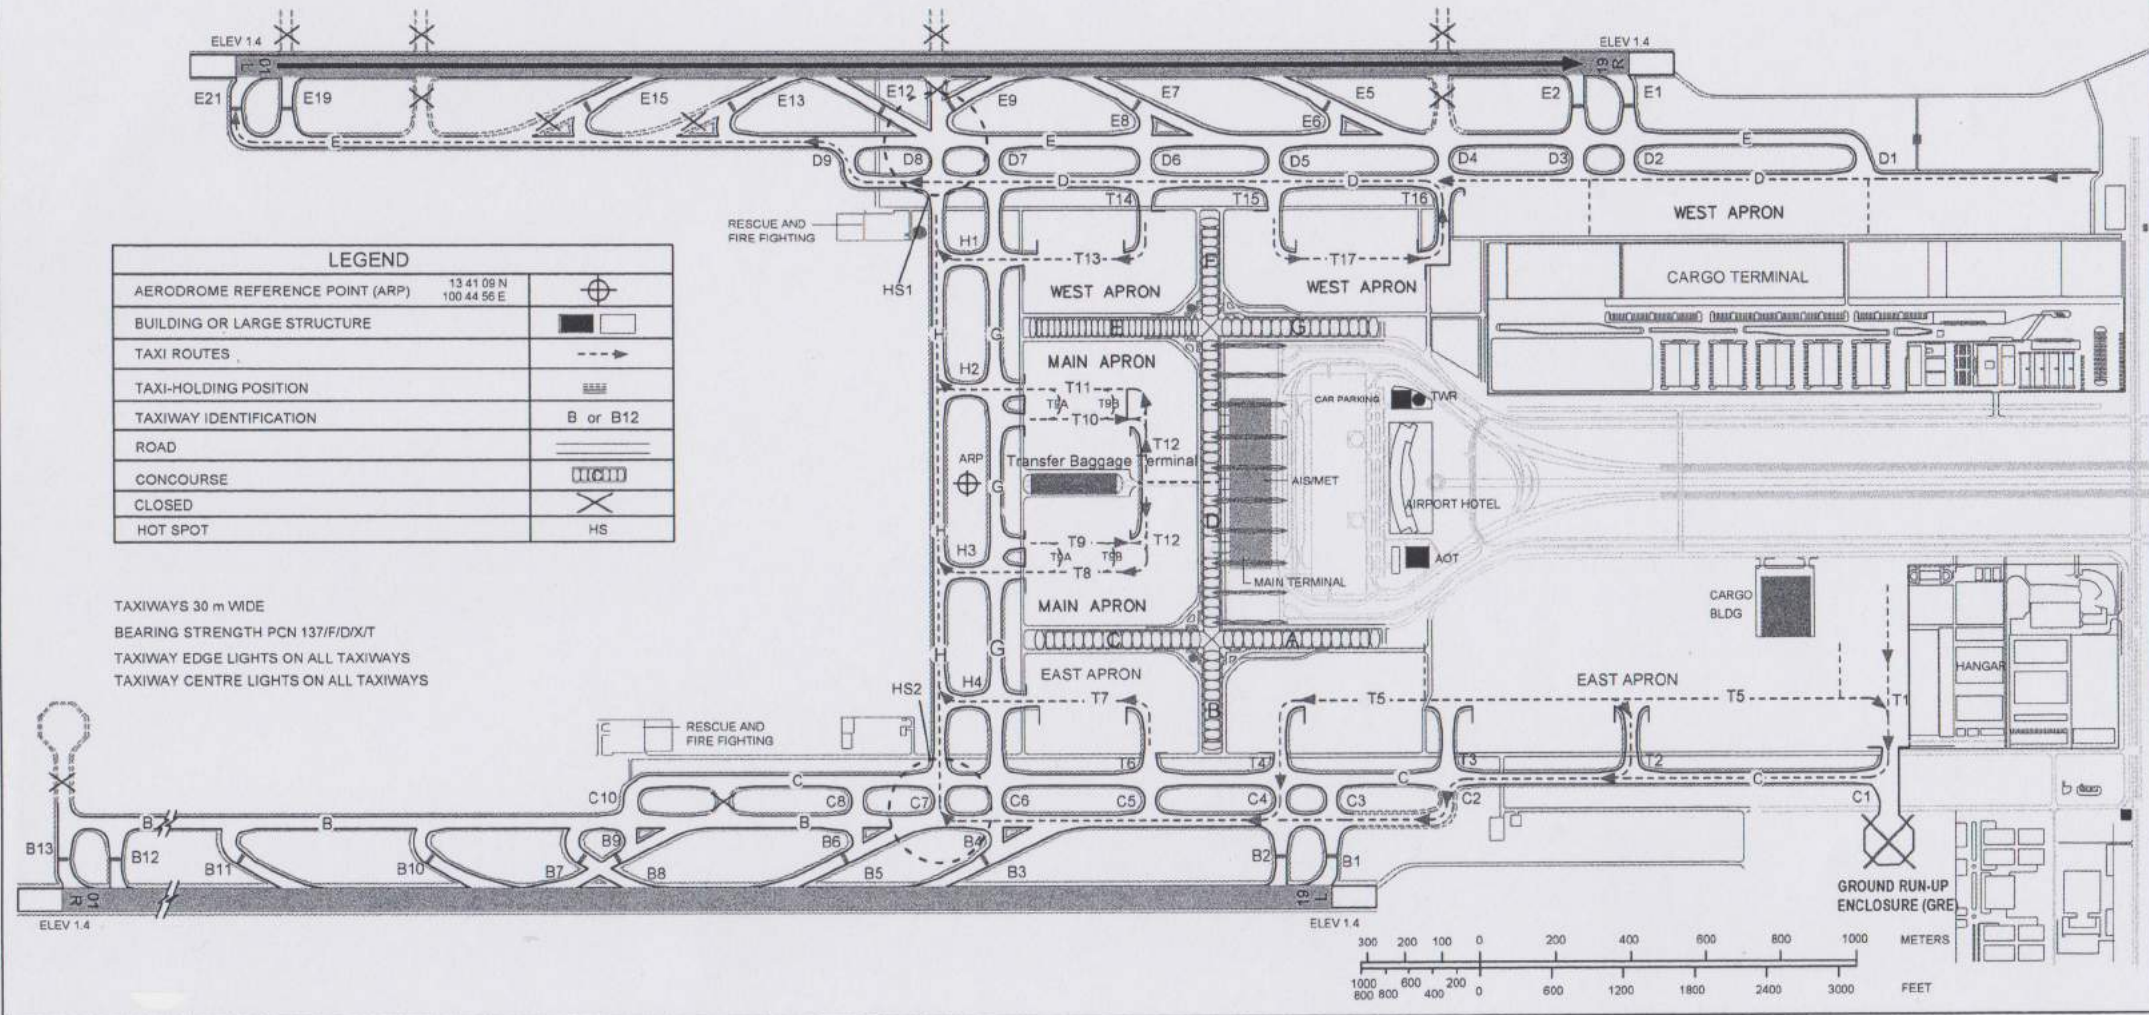 ELEV 1.4
ELEV 1.4
01 L
19 R
E21
E19
E15
E13
E12
E9
E7
E5
E2
E1
E8
E6
E
E
E
D9
D8
D7
D6
D5
D4
D3
D2
D1
D
D
D
T14
T15
T16
RESCUE AND
FIRE FIGHTING
WEST APRON
H1
T13
F
T17
HS1
WEST APRON
WEST APRON
CARGO TERMINAL
LEGEND
AERODROME REFERENCE POINT (ARP) 13 41 09 N
100 44 56 E
BUILDING OR LARGE STRUCTURE
TAXI ROUTES
TAXI-HOLDING POSITION
TAXIWAY IDENTIFICATION B or B12
ROAD
CONCOURSE C
CLOSED
HOT SPOT HS
H
G
E
G
MAIN APRON
H2
T11
T9A
T9B
T10
T12
CAR PARKING
TWR
ARP
Transfer Baggage Terminal
G
AIS/MET
AIRPORT HOTEL
D
H
H3
T9
T12
T9A
T9B
T8
AOT
MAIN TERMINAL
MAIN APRON
CARGO
BLDG
TAXIWAYS 30 m WIDE
BEARING STRENGTH PCN 137/F/D/X/T
TAXIWAY EDGE LIGHTS ON ALL TAXIWAYS
TAXIWAY CENTRE LIGHTS ON ALL TAXIWAYS
H
G
C
A
HANGAR
EAST APRON
EAST APRON
H4
HS2
T7
B
T5
T5
T1
RESCUE AND
FIRE FIGHTING
T6
T4
T3
T2
C
C
C
C10
C8
C7
C6
C5
C4
C3
C2
C1
B
B
B
B13
B12
B11
B10
B9
B7
B8
B6
B5
B4
B3
B2
B1
01 R
19 L
ELEV 1.4
ELEV 1.4
GROUND RUN-UP
ENCLOSURE (GRE)
300 200 100 0 200 400 600 800 1000 METERS
1000 600 200
800 800 400 0 600 1200 1800 2400 3000 FEET